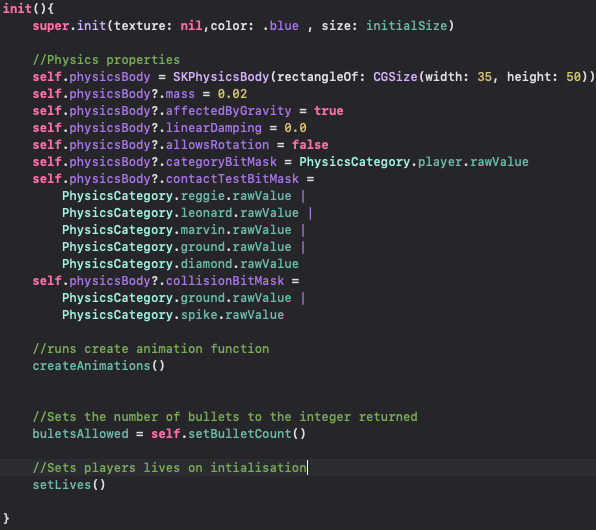 init(){
super.init(texture: nil,color: .blue , size: initialSize)
//Physics properties
self.physicsBody = SKPhysicsBody(rectangleOf: CGSize(width: 35, height: 50))
self.physicsBody?.mass = 0.02
self.physicsBody?.affectedByGravity = true
self.physicsBody?.linearDamping = 0.0
self.physicsBody?.allowsRotation = false
self.physicsBody?.categoryBitMask = PhysicsCategory.player.rawValue
self.physicsBody?.contactTestBitMask =
PhysicsCategory.reggie.rawValue |
PhysicsCategory.leonard.rawValue |
PhysicsCategory.marvin.rawValue |
PhysicsCategory.ground.rawValue |
PhysicsCategory.diamond.rawValue
self.physicsBody?.collisionBitMask =
PhysicsCategory.ground.rawValue |
PhysicsCategory.spike.rawValue
//runs create animation function
createAnimations()
//Sets the number of bullets to the integer returned
buletsAllowed = self.setBulletCount()
//Sets players lives on intialisation
setLives()
}